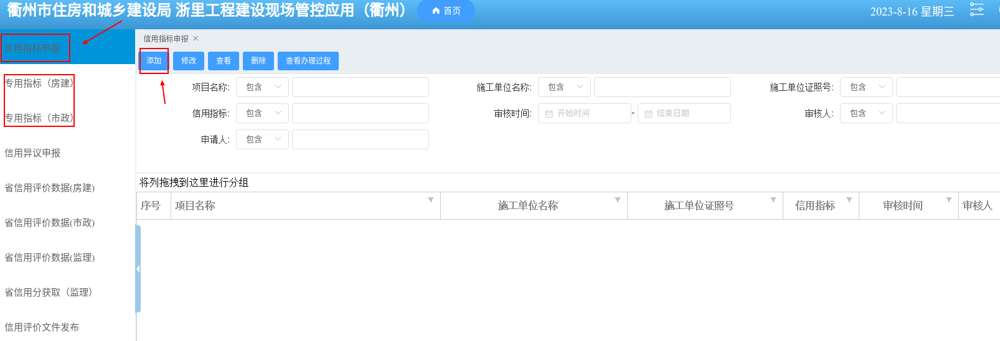 衢州市住房和城乡建设局 浙里工程建设现场管控应用（衢州）
首页
2023-8-16 星期三
信用指标申报
专用指标（房建）
专用指标（市政）
信用异议申报
省信用评价数据(房建)
省信用评价数据(市政)
省信用评价数据(监理)
省信用分获取（监理）
信用评价文件发布
信用指标申报 ×
添加 修改 查看 删除 查看办理过程
项目名称: 包含 施工单位名称: 包含 施工单位证照号: 包含
信用指标: 包含 审核时间: 开始时间 - 结束日期 审核人: 包含
申请人: 包含
将列拖拽到这里进行分组
序号 项目名称 施工单位名称 施工单位证照号 信用指标 审核时间 审核人